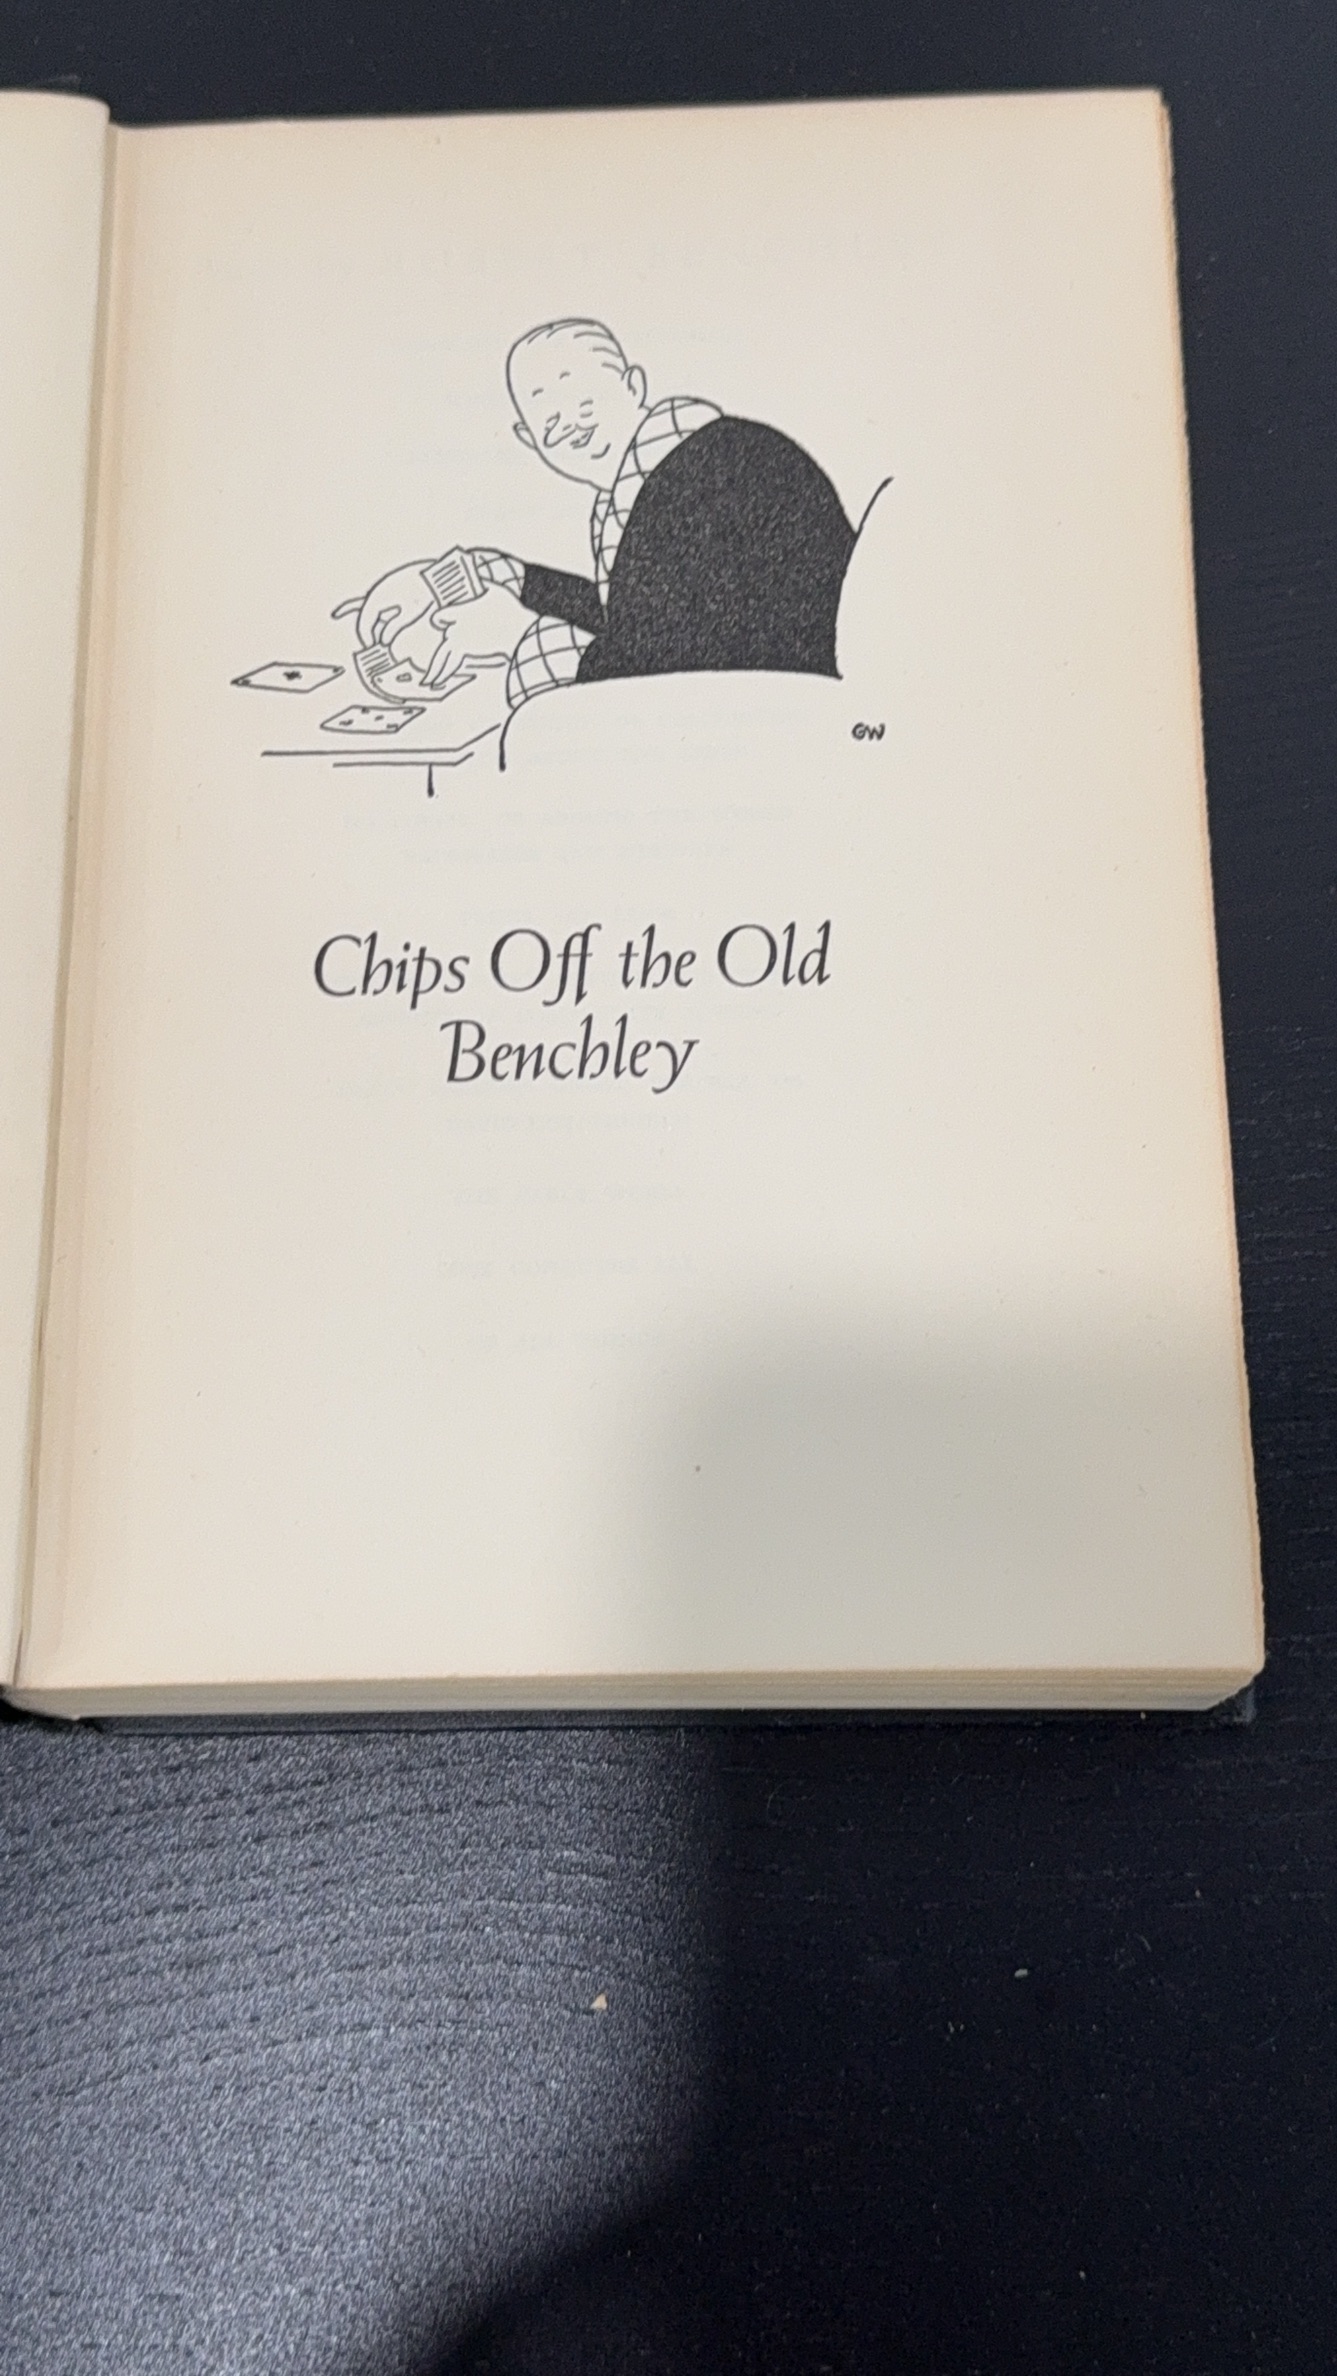 GW
Chips Off the Old
Benchley